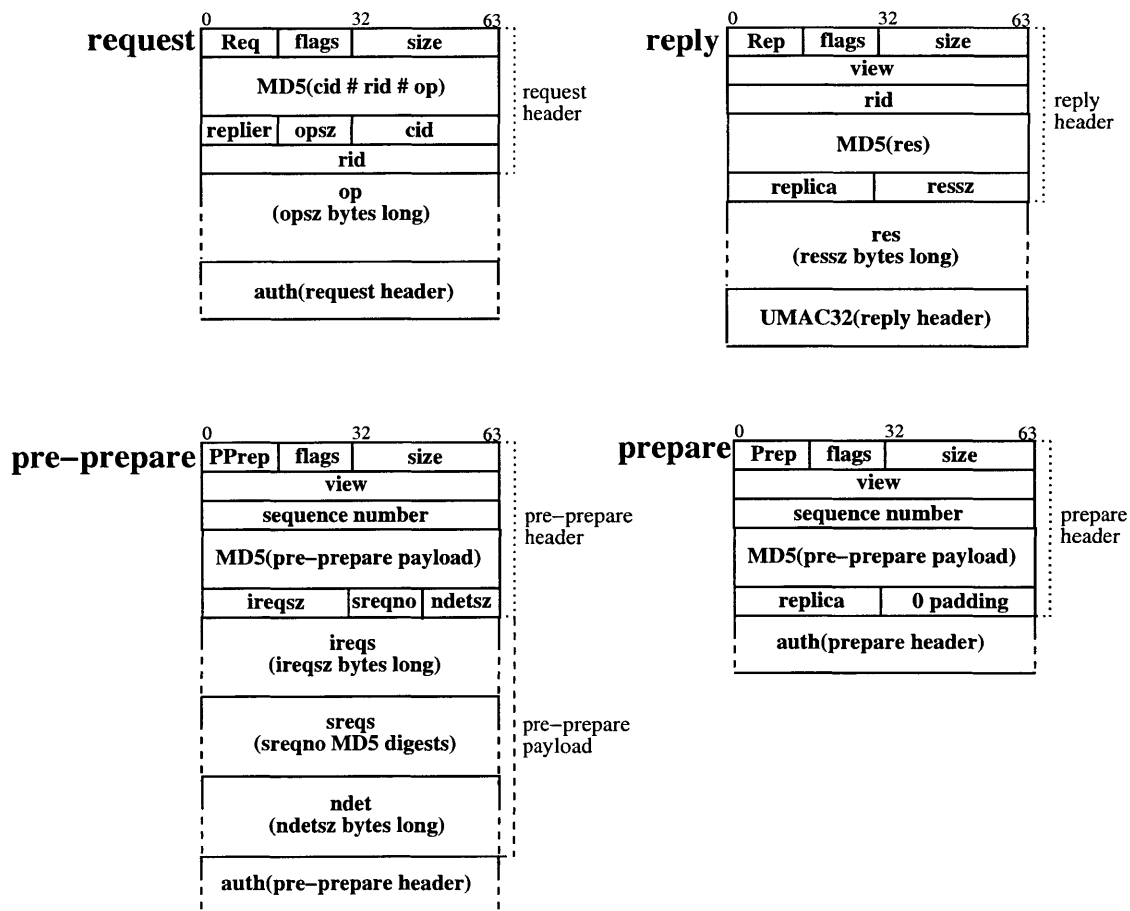 0 32 63
request Req flags size
MD5(cid # rid # op)
request
header
replier opsz cid
rid
op
(opsz bytes long)
auth(request header)
0 32 63
reply Rep flags size
view
rid
reply
header
MD5(res)
replica ressz
res
(ressz bytes long)
UMAC32(reply header)
0 32 63
pre-prepare PPrep flags size
view
sequence number
pre-prepare
header
MD5(pre-prepare payload)
ireqsz sreqno ndetsz
ireqs
(ireqsz bytes long)
sreqs
(sreqno MD5 digests)
pre-prepare
payload
ndet
(ndetsz bytes long)
auth(pre-prepare header)
0 32 63
prepare Prep flags size
view
sequence number
prepare
header
MD5(pre-prepare payload)
replica 0 padding
auth(prepare header)